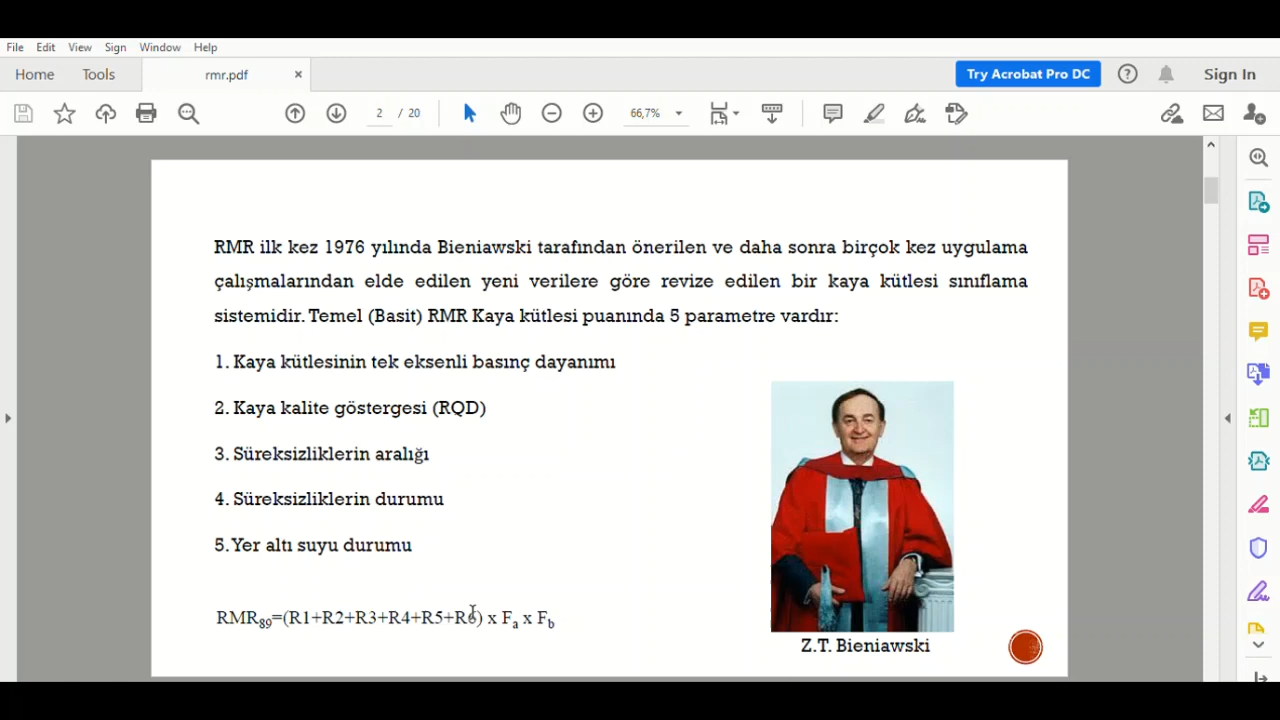 File Edit View Sign Window Help
Home Tools rmr.pdf × Try Acrobat Pro DC Sign In
2 / 20 66,7%
RMR ilk kez 1976 yılında Bieniawski tarafından önerilen ve daha sonra birçok kez uygulama
çalışmalarından elde edilen yeni verilere göre revize edilen bir kaya kütlesi sınıflama
sistemidir. Temel (Basit) RMR Kaya kütlesi puanında 5 parametre vardır:
1. Kaya kütlesinin tek eksenli basınç dayanımı
2. Kaya kalite göstergesi (RQD)
3. Süreksizliklerin aralığı
4. Süreksizliklerin durumu
5. Yer altı suyu durumu
RMR89=(R1+R2+R3+R4+R5+R6) x Fa x Fb
Z.T. Bieniawski